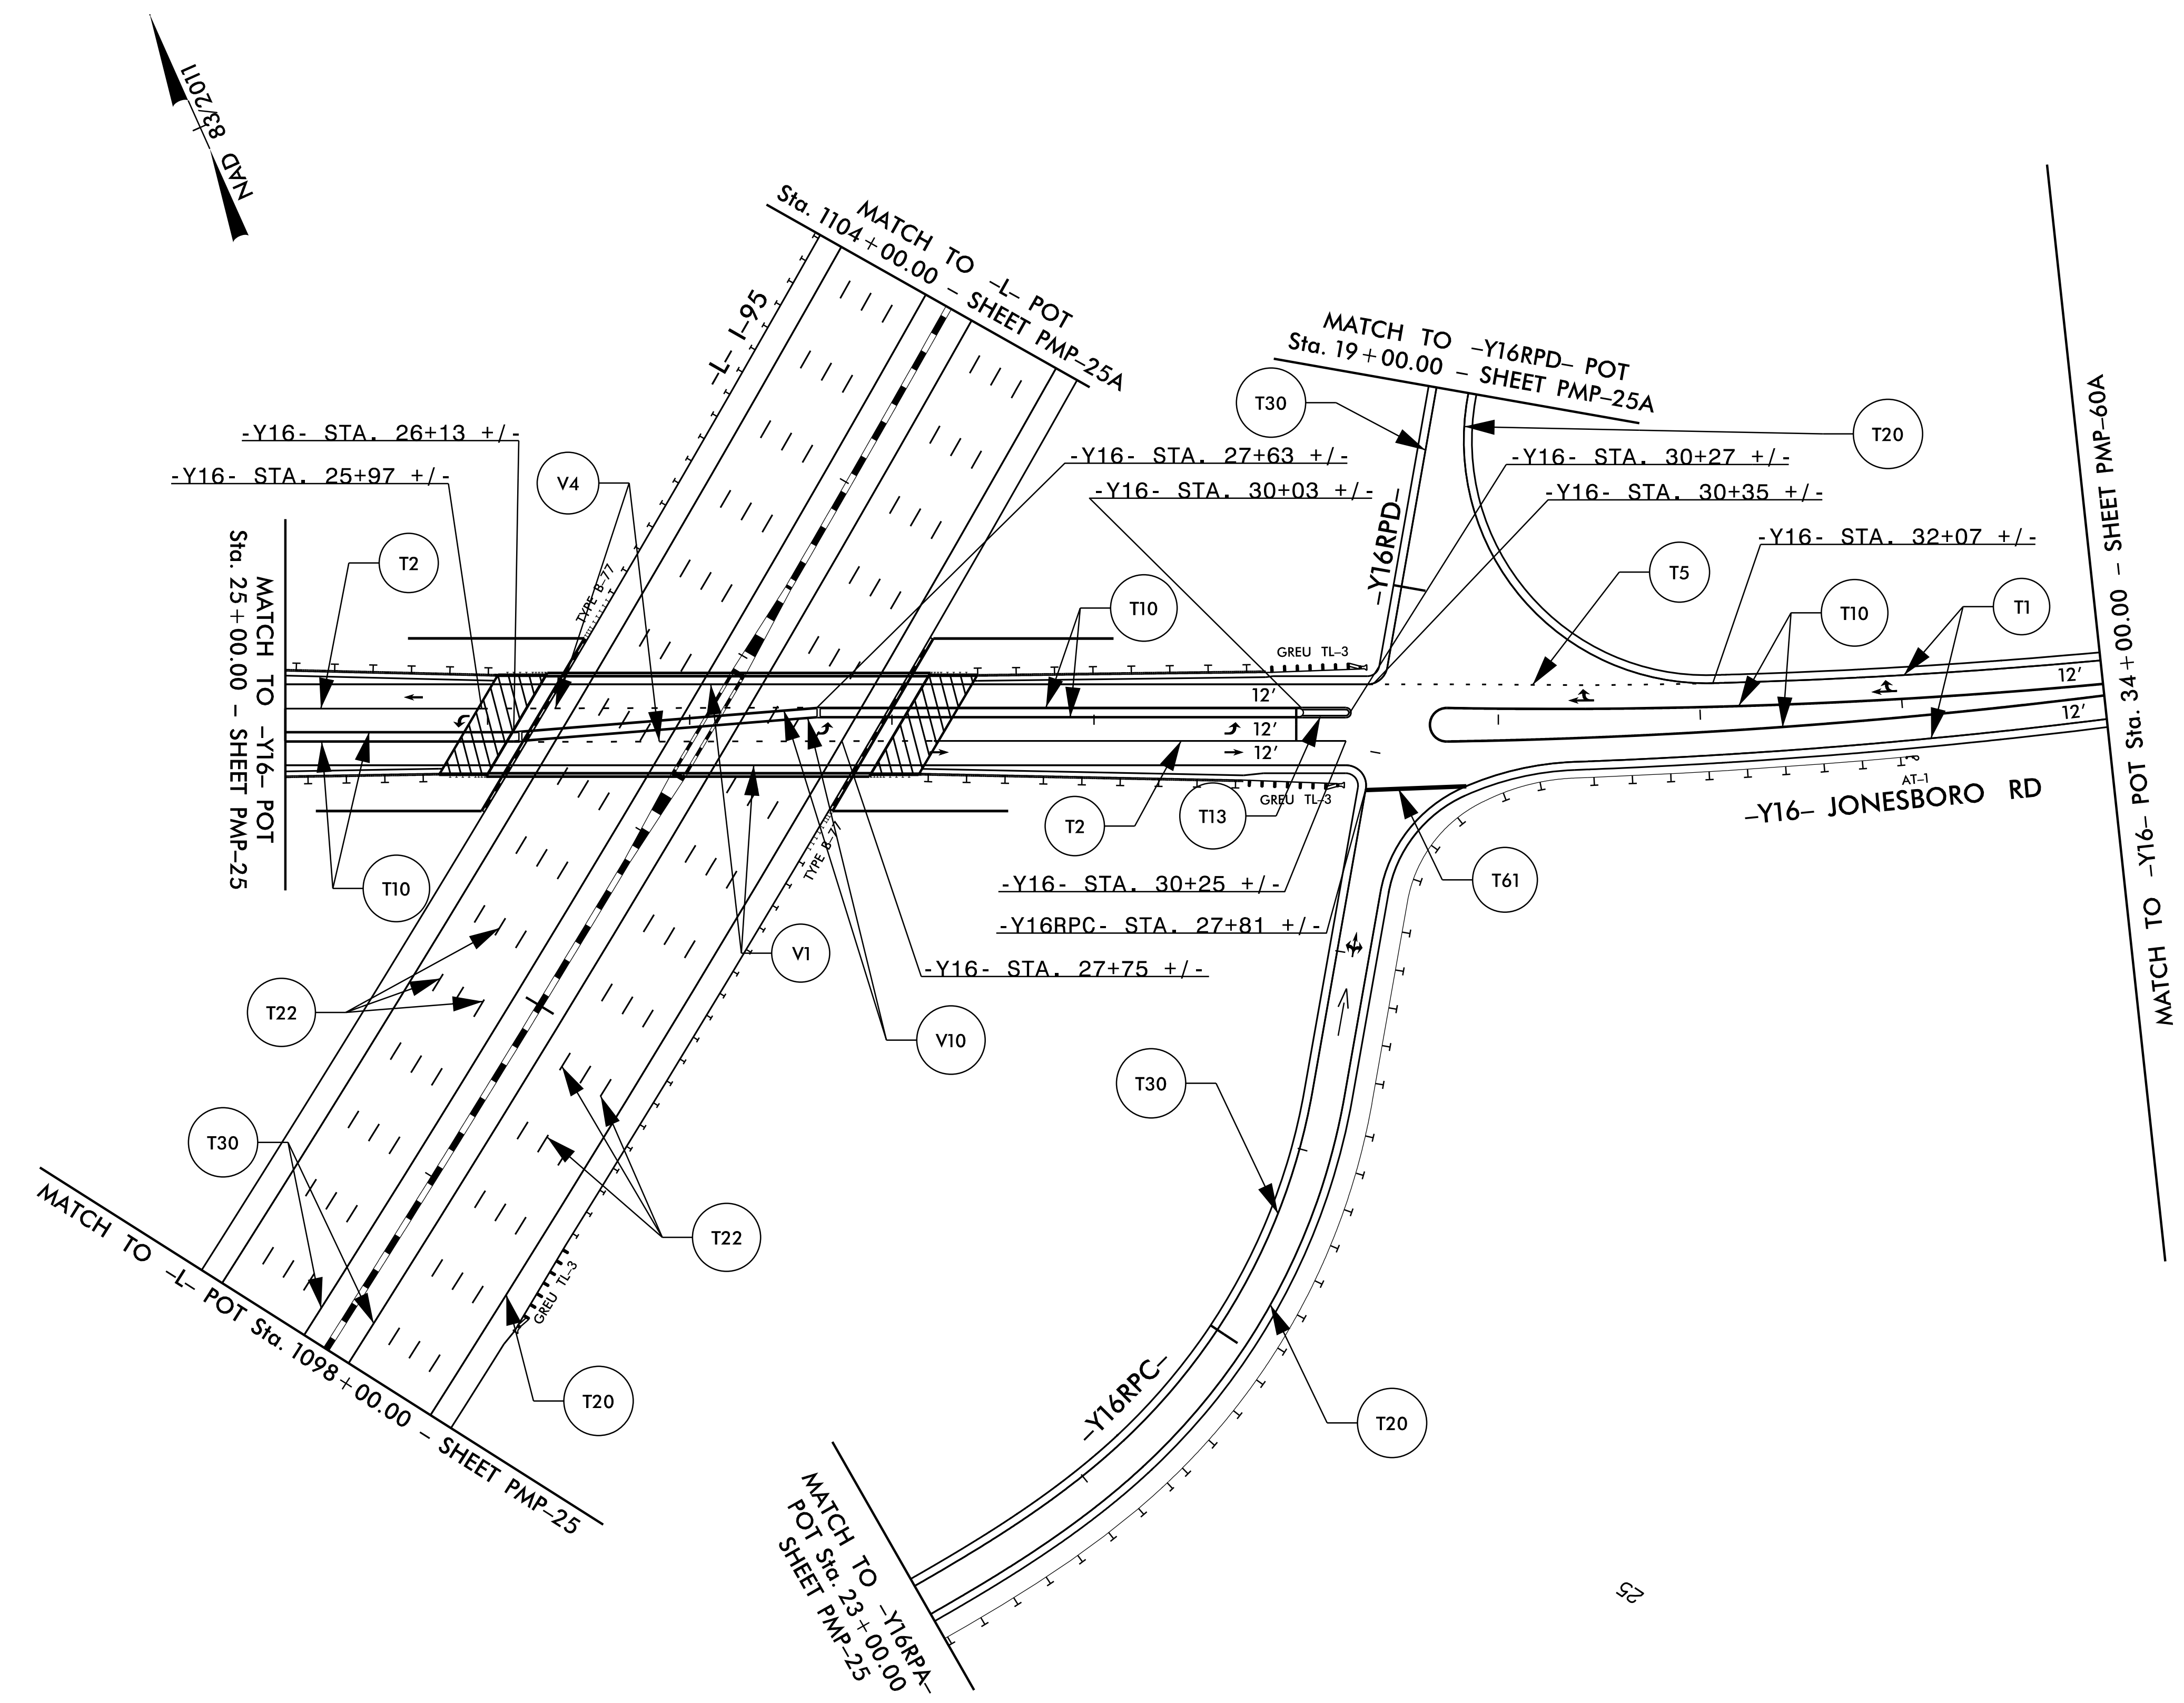 NAD 83/2011
MATCH TO -L- POT
Sta. 1104+00.00 - SHEET PMP-25A
-L- I-95
MATCH TO -Y16RPD- POT
Sta. 19+00.00 - SHEET PMP-25A
T30
T20
-Y16- STA. 26+13 +/-
-Y16- STA. 25+97 +/-
V4
-Y16- STA. 27+63 +/-
-Y16- STA. 30+03 +/-
-Y16- STA. 30+27 +/-
-Y16- STA. 30+35 +/-
-Y16- STA. 32+07 +/-
-Y16RPD-
MATCH TO -Y16- POT
Sta. 25+00.00 - SHEET PMP-25
T2
TYPE B-77
T10
T5
T10
T1
GREU TL-3
12'
12'
12'
12'
12'
GREU TL-3
AT-1
-Y16- JONESBORO RD
MATCH TO -Y16- POT Sta. 34+00.00 - SHEET PMP-60A
T2
T13
T10
TYPE B-77
T61
-Y16- STA. 30+25 +/-
-Y16RPC- STA. 27+81 +/-
-Y16- STA. 27+75 +/-
V1
V10
T22
T30
T30
T22
GREU TL-3
T20
T20
-Y16RPC-
MATCH TO -L- POT Sta. 1098+00.00 - SHEET PMP-25
MATCH TO -Y16RPA-
POT Sta. 23+00.00
SHEET PMP-25
25